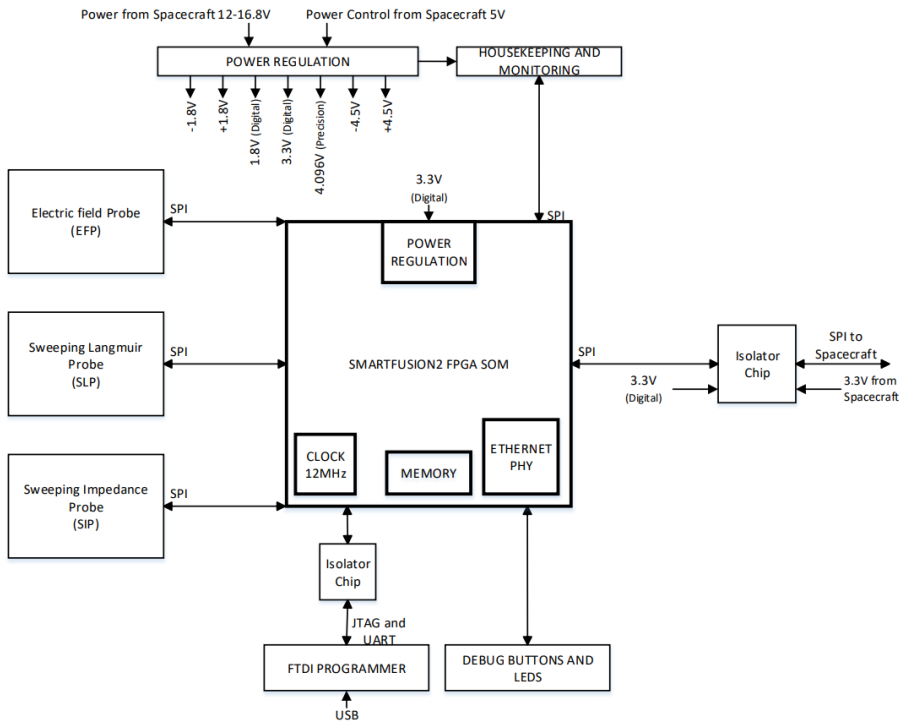 Power from Spacecraft 12-16.8V
Power Control from Spacecraft 5V
POWER REGULATION
HOUSEKEEPING AND
MONITORING
-1.8V
+1.8V
1.8V (Digital)
3.3V (Digital)
4.096V (Precision)
-4.5V
+4.5V
3.3V
(Digital)
SPI
Electric field Probe
(EFP)
SPI
POWER
REGULATION
Sweeping Langmuir
Probe
(SLP)
SPI
SMARTFUSION2 FPGA SOM
SPI
3.3V
(Digital)
Isolator
Chip
SPI to
Spacecraft
3.3V from
Spacecraft
Sweeping Impedance
Probe
(SIP)
SPI
CLOCK
12MHz
MEMORY
ETHERNET
PHY
Isolator
Chip
JTAG and
UART
FTDI PROGRAMMER
DEBUG BUTTONS AND
LEDS
USB